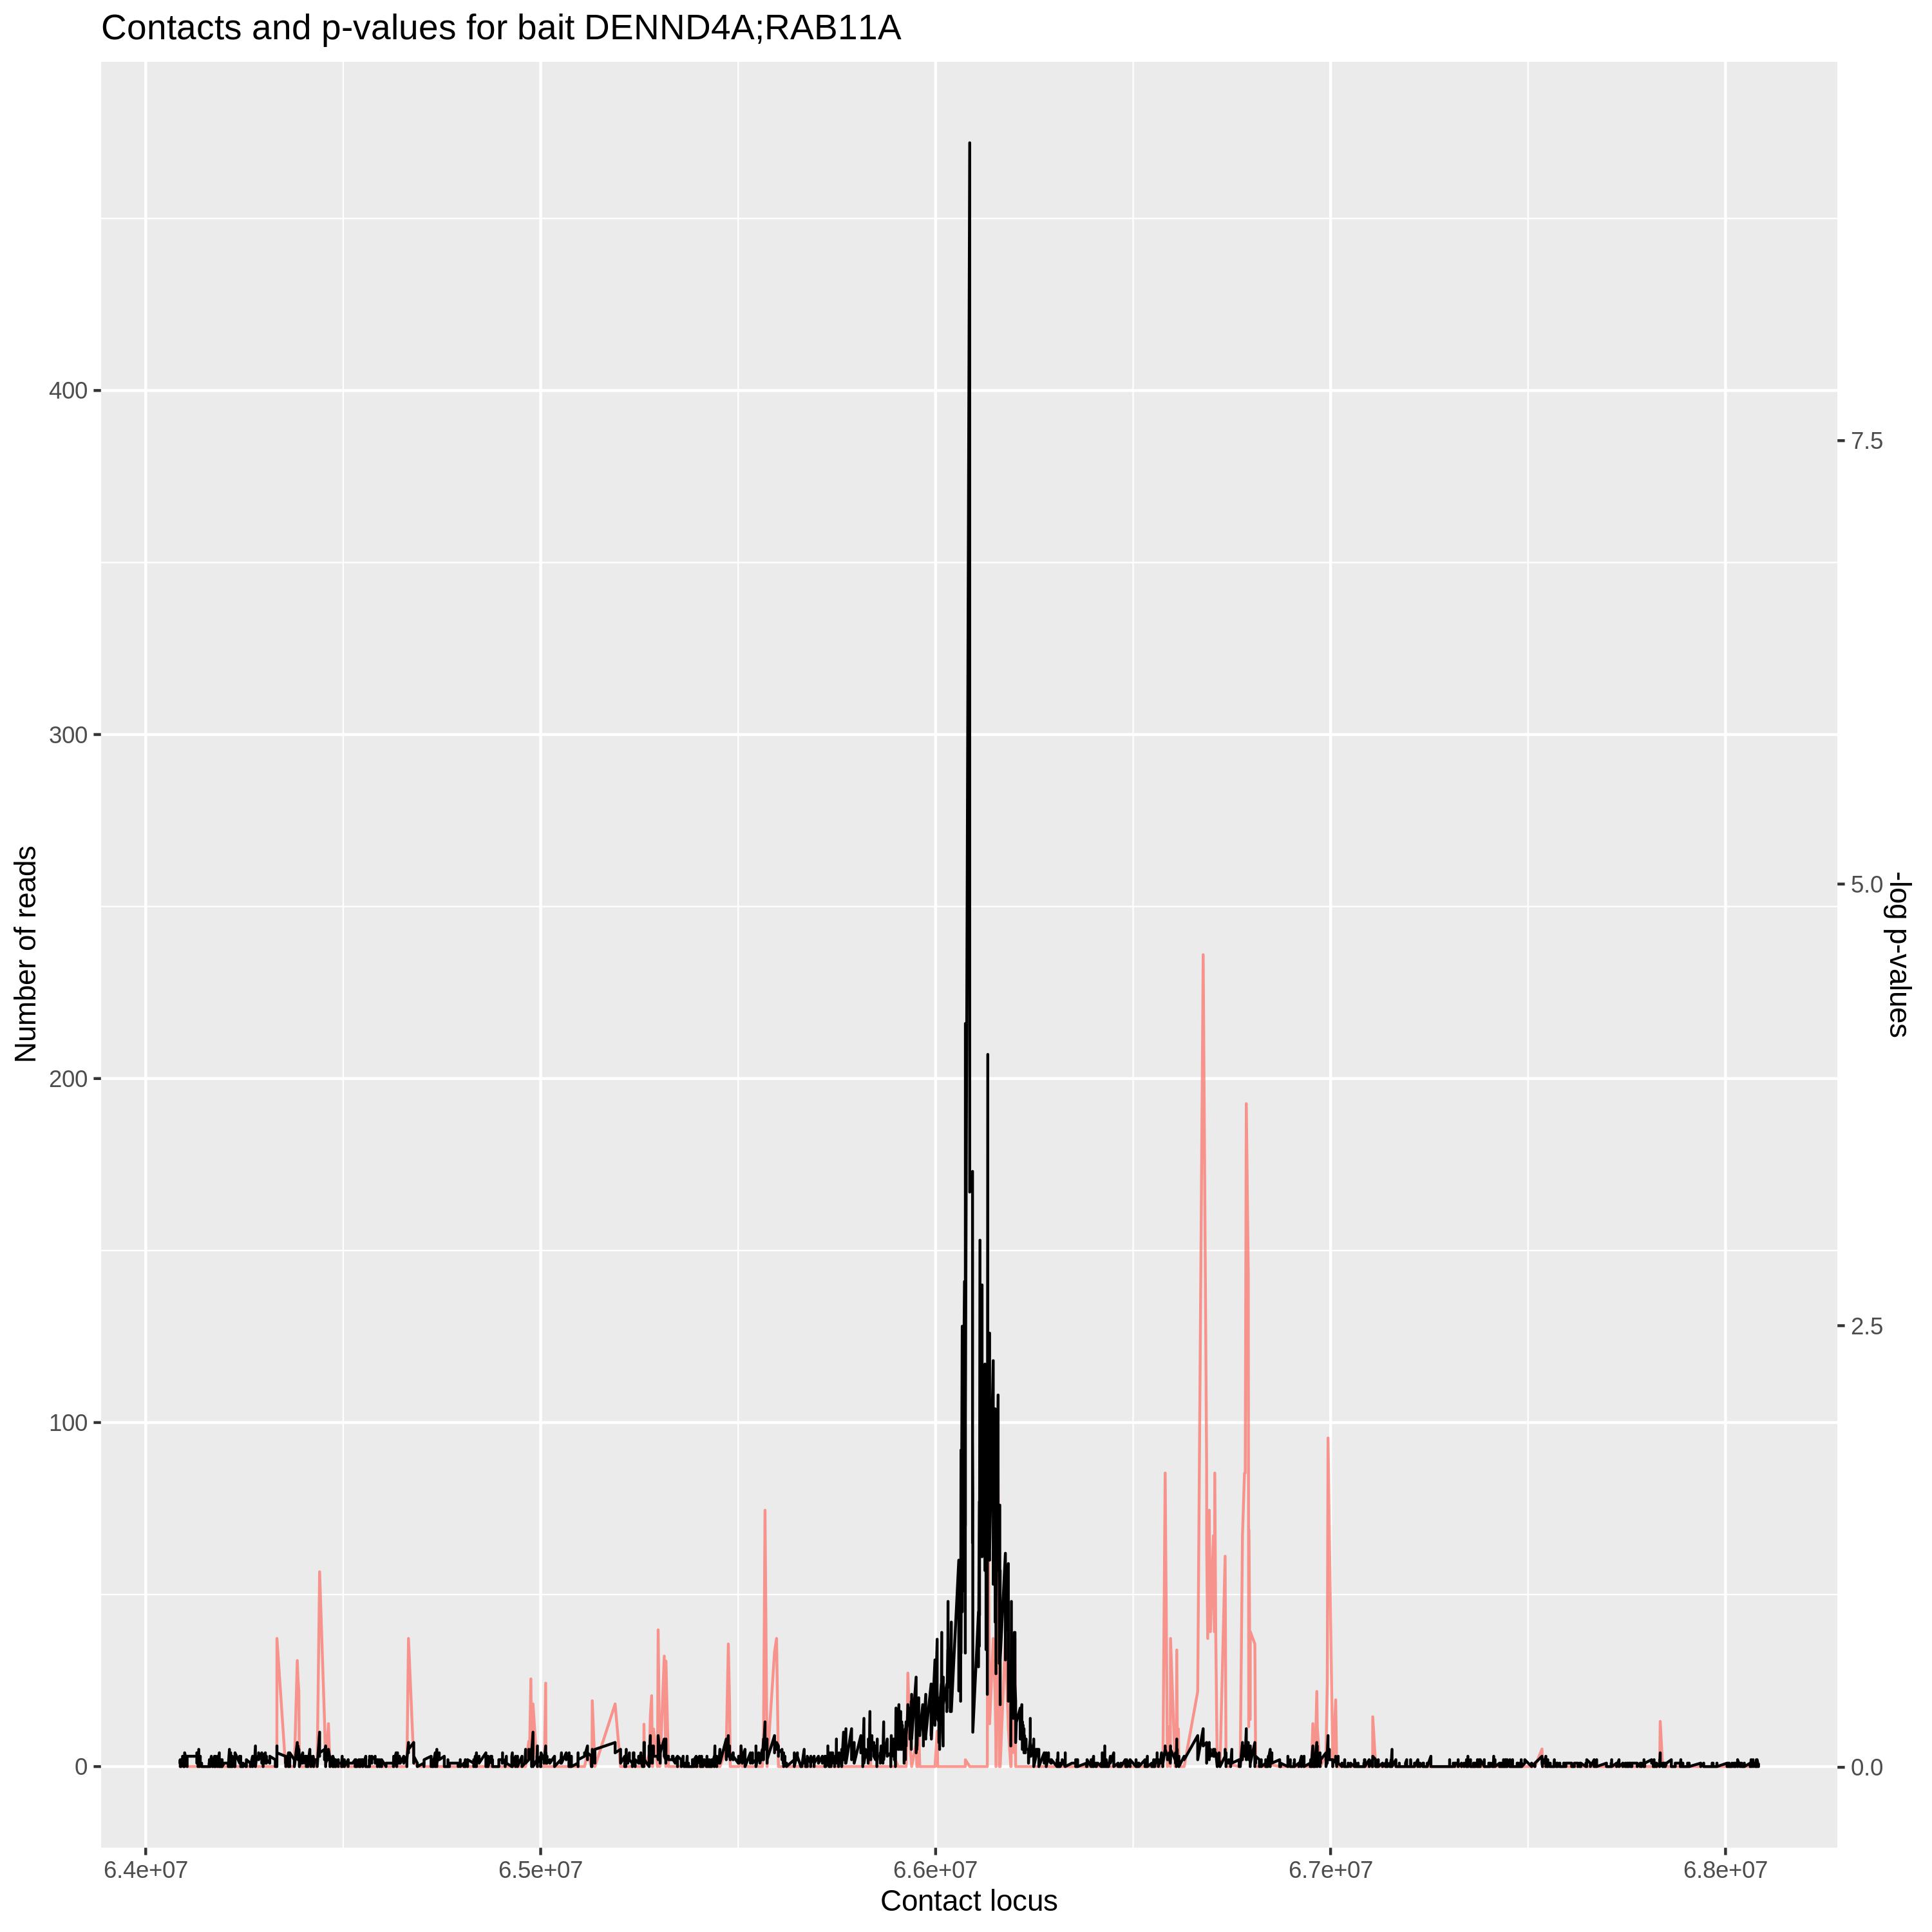 Contacts and p-values for bait DENND4A;RAB11A
Number of reads
400
300
200
100
0
7.5
5.0
2.5
0.0
-log p-values
6.4e+07
6.5e+07
6.6e+07
6.7e+07
6.8e+07
Contact locus